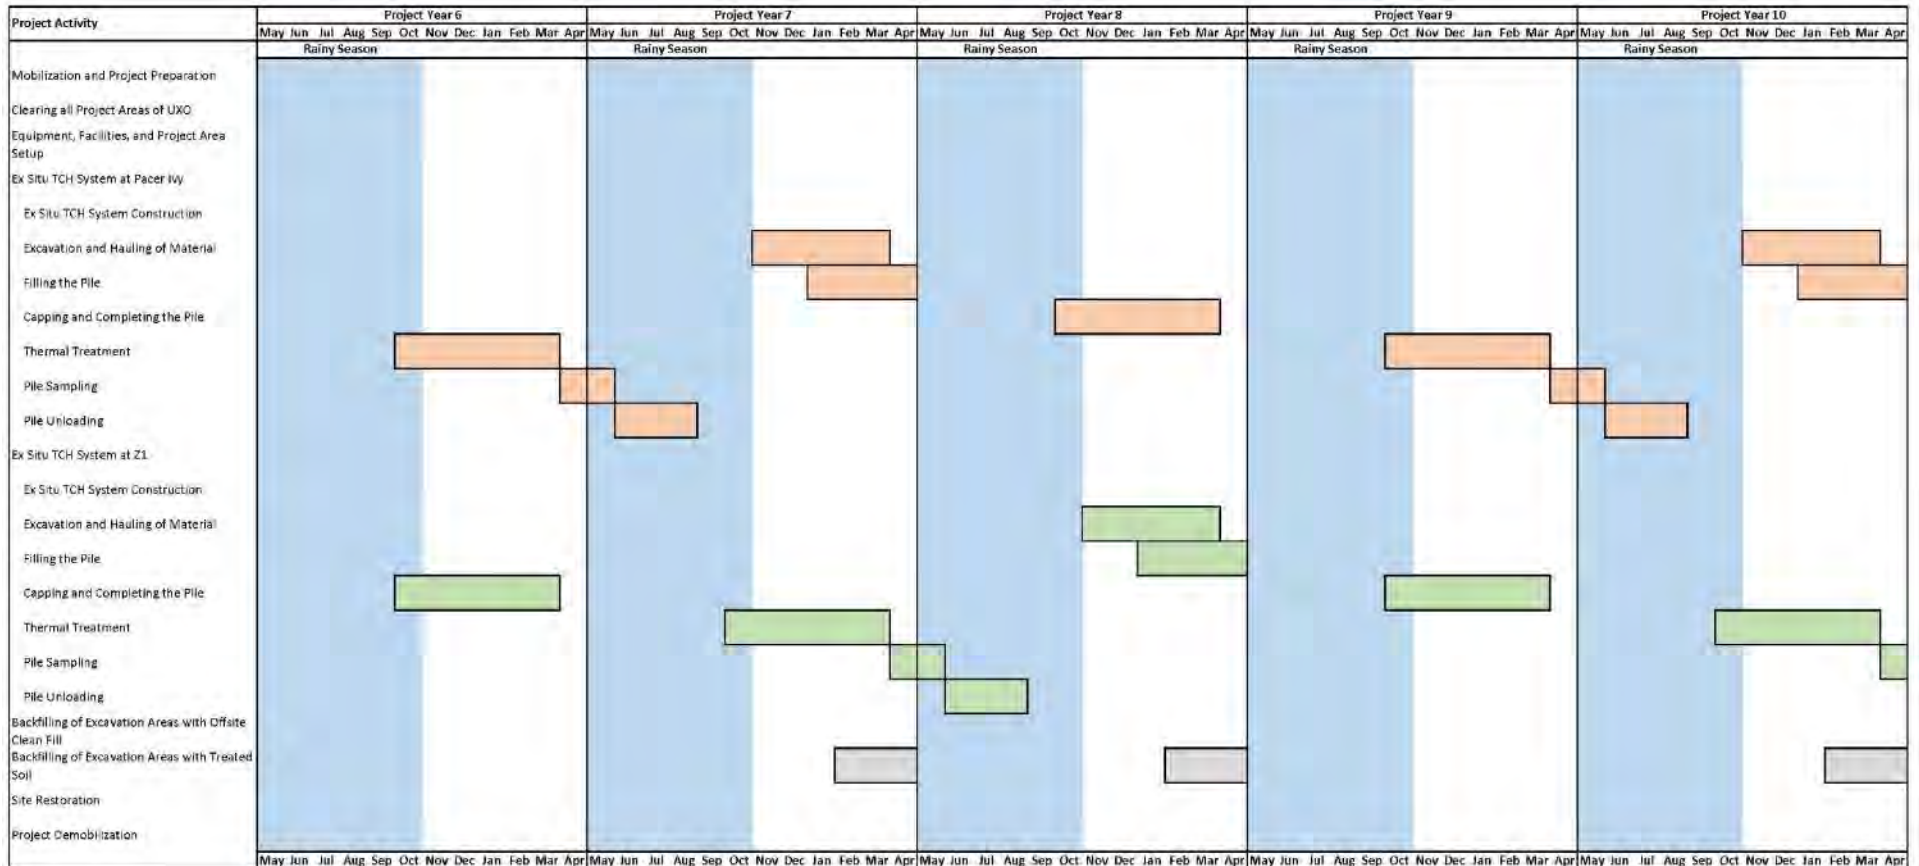 Project Activity
Project Year 6 Project Year 7 Project Year 8 Project Year 9 Project Year 10
May Jun Jul Aug Sep Oct Nov Dec Jan Feb Mar Apr May Jun Jul Aug Sep Oct Nov Dec Jan Feb Mar Apr May Jun Jul Aug Sep Oct Nov Dec Jan Feb Mar Apr May Jun Jul Aug Sep Oct Nov Dec Jan Feb Mar Apr May Jun Jul Aug Sep Oct Nov Dec Jan Feb Mar Apr
Rainy Season Rainy Season Rainy Season Rainy Season Rainy Season
Mobilization and Project Preparation
Clearing all Project Areas of UXO
Equipment, Facilities, and Project Area
Setup
Ex Situ TCH System at Pacer Ivy
Ex Situ TCH System Construction
Excavation and Hauling of Material
Filling the Pile
Capping and Completing the Pile
Thermal Treatment
Pile Sampling
Pile Unloading
Ex Situ TCH System at Z1
Ex Situ TCH System Construction
Excavation and Hauling of Material
Filling the Pile
Capping and Completing the Pile
Thermal Treatment
Pile Sampling
Pile Unloading
Backfilling of Excavation Areas with Offsite
Clean Fill
Backfilling of Excavation Areas with Treated
Soil
Site Restoration
Project Demobilization
May Jun Jul Aug Sep Oct Nov Dec Jan Feb Mar Apr May Jun Jul Aug Sep Oct Nov Dec Jan Feb Mar Apr May Jun Jul Aug Sep Oct Nov Dec Jan Feb Mar Apr May Jun Jul Aug Sep Oct Nov Dec Jan Feb Mar Apr May Jun Jul Aug Sep Oct Nov Dec Jan Feb Mar Apr